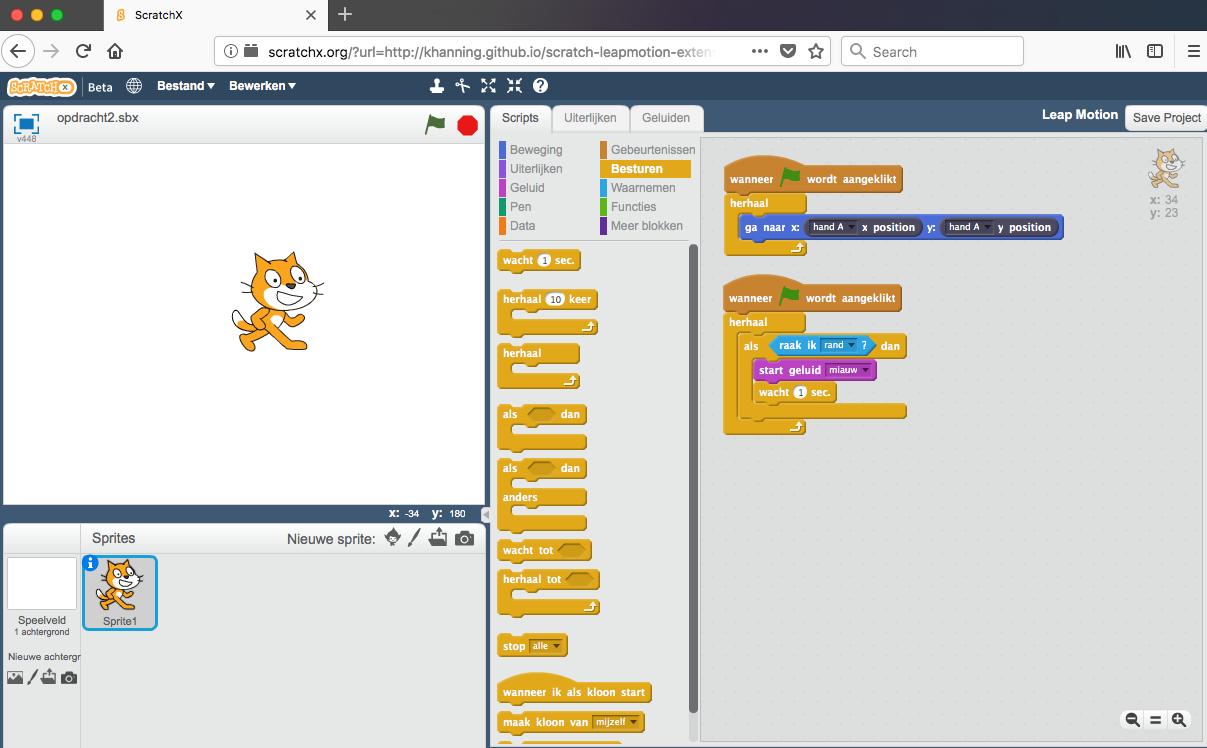 ScratchX
scratchx.org/?url=http://khanning.github.io/scratch-leapmotion-exten
Search
SCRATCHX
Beta
Bestand
Bewerken
opdracht2.sbx
v448
Scripts
Uiterlijken
Geluiden
Leap Motion
Save Project
Beweging
Gebeurtenissen
Uiterlijken
Besturen
Geluid
Waarnemen
Pen
Functies
Data
Meer blokken
wacht 1 sec.
herhaal 10 keer
herhaal
als dan
als dan
anders
wacht tot
herhaal tot
stop alle
wanneer ik als kloon start
maak kloon van mijzelf
wanneer wordt aangeklikt
herhaal
ga naar x: hand A x position y: hand A y position
wanneer wordt aangeklikt
herhaal
als raak ik rand ? dan
start geluid miauw
wacht 1 sec.
x: 34
y: 23
x: -34 y: 180
Sprites
Nieuwe sprite:
Speelveld
1 achtergrond
Nieuwe achtergr
Sprite1